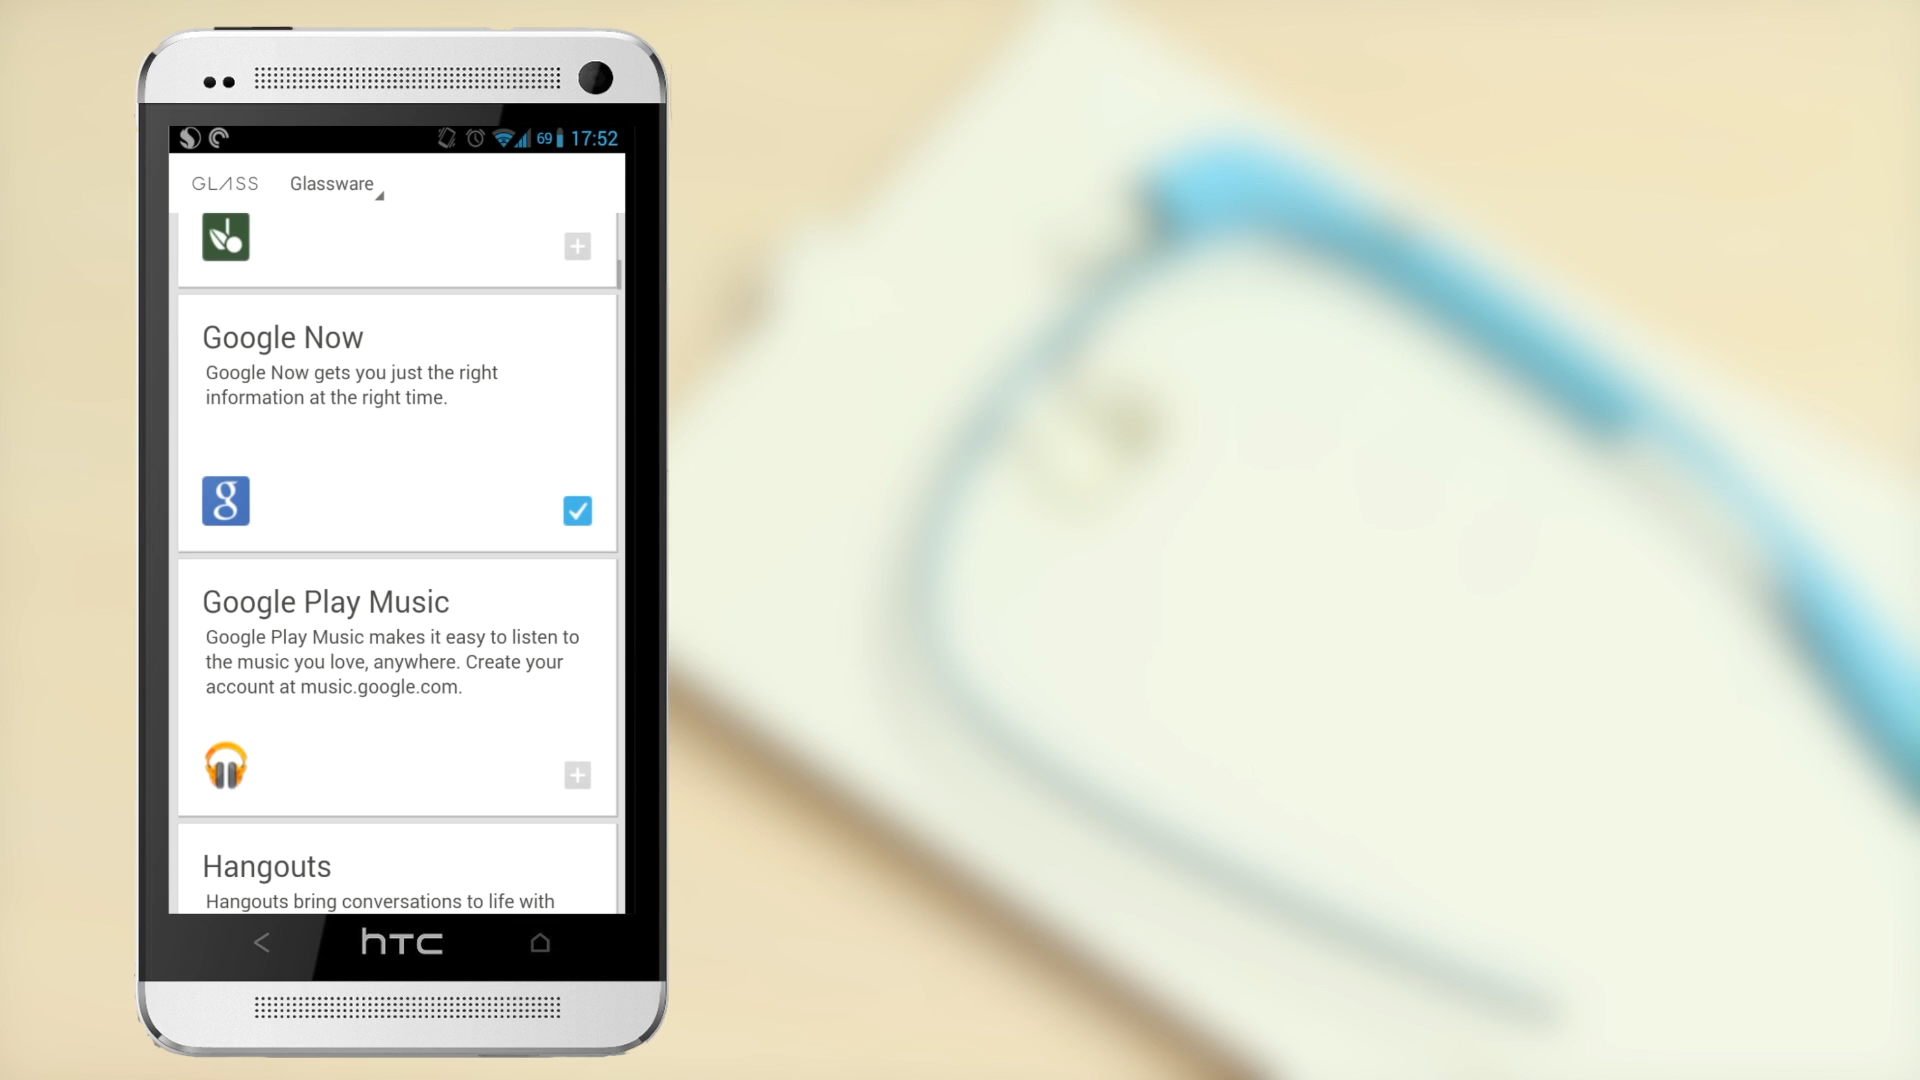 69 17:52
GLASS Glassware
Google Now
Google Now gets you just the right
information at the right time.
g
Google Play Music
Google Play Music makes it easy to listen to
the music you love, anywhere. Create your
account at music.google.com.
Hangouts
Hangouts bring conversations to life with
hTC